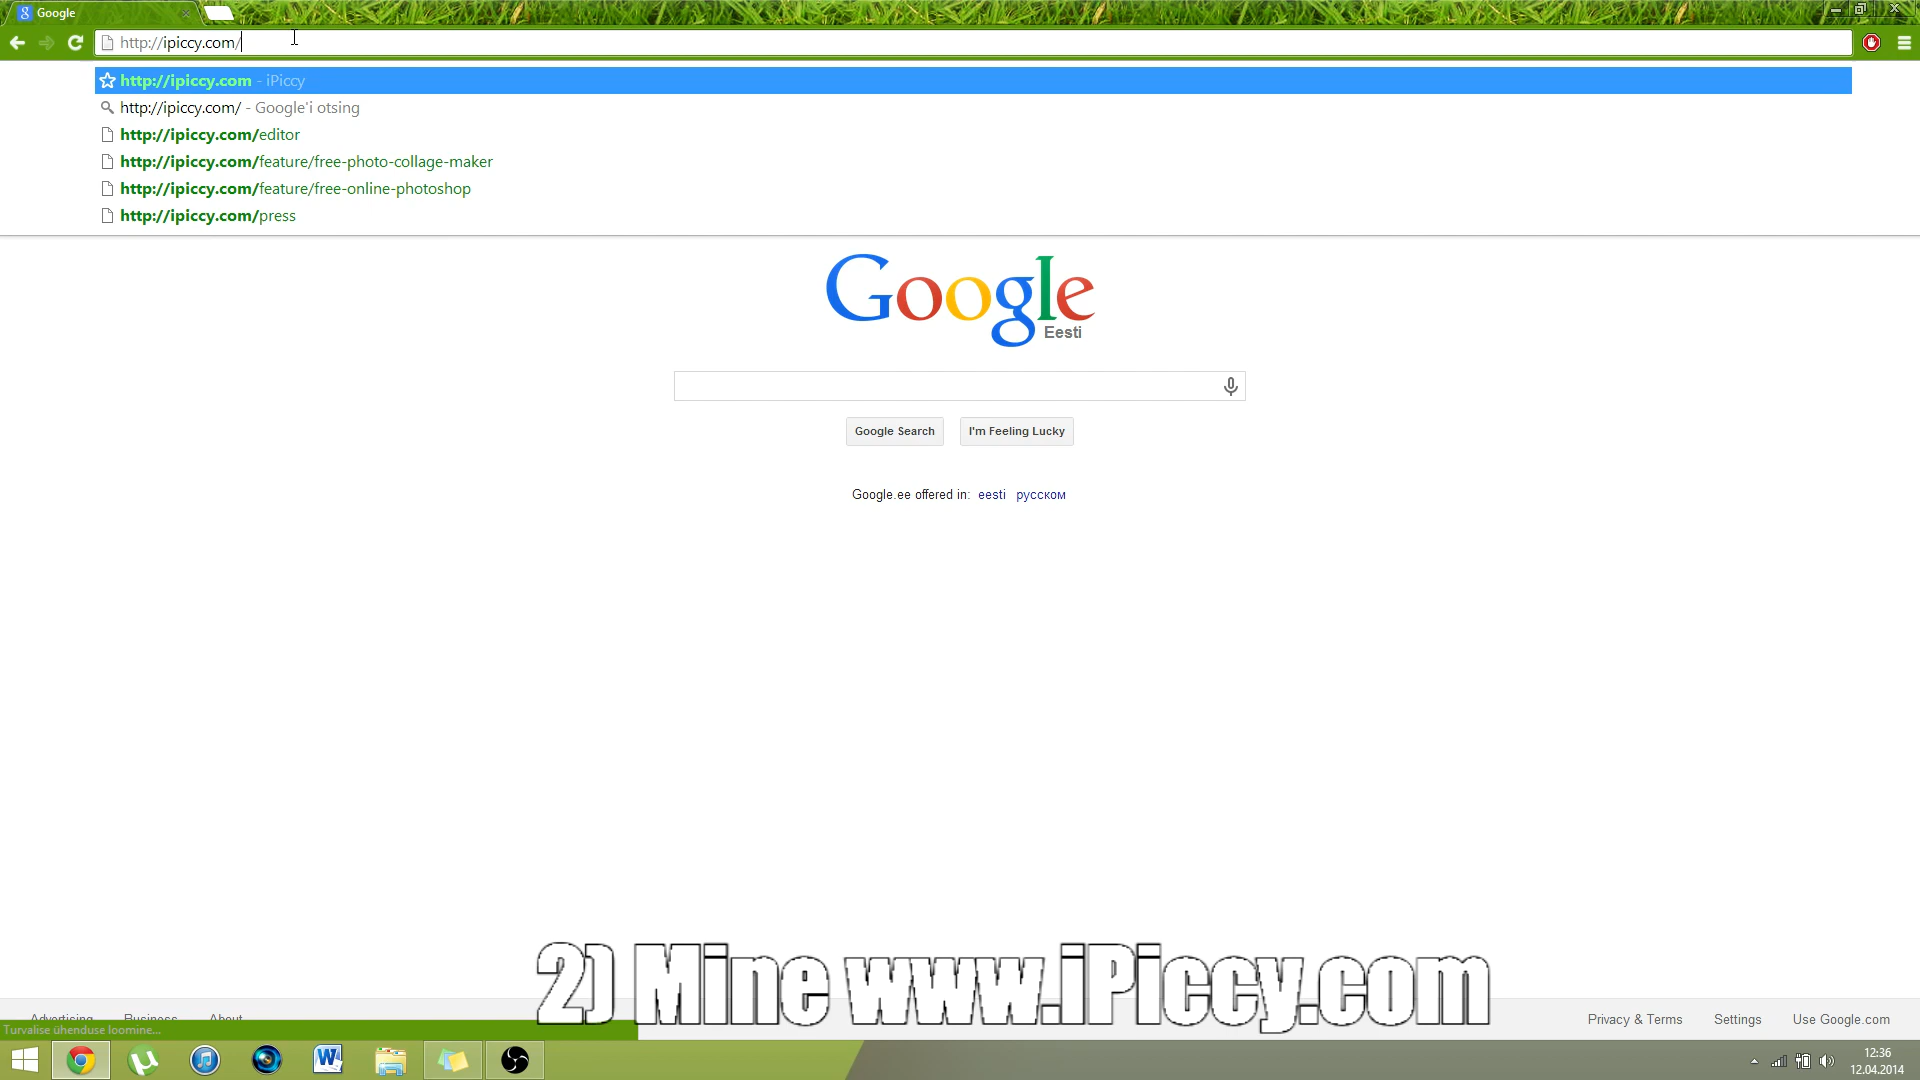 Google
http://ipiccy.com/
http://ipiccy.com - iPiccy
http://ipiccy.com/ - Google'i otsing
http://ipiccy.com/editor
http://ipiccy.com/feature/free-photo-collage-maker
http://ipiccy.com/feature/free-online-photoshop
http://ipiccy.com/press
Google
Eesti
Google Search I'm Feeling Lucky
Google.ee offered in: eesti русском
2) Mine www.iPiccy.com
Advertising Business About Privacy & Terms Settings Use Google.com
Turvalise ühenduse loomine...
12:36
12.04.2014